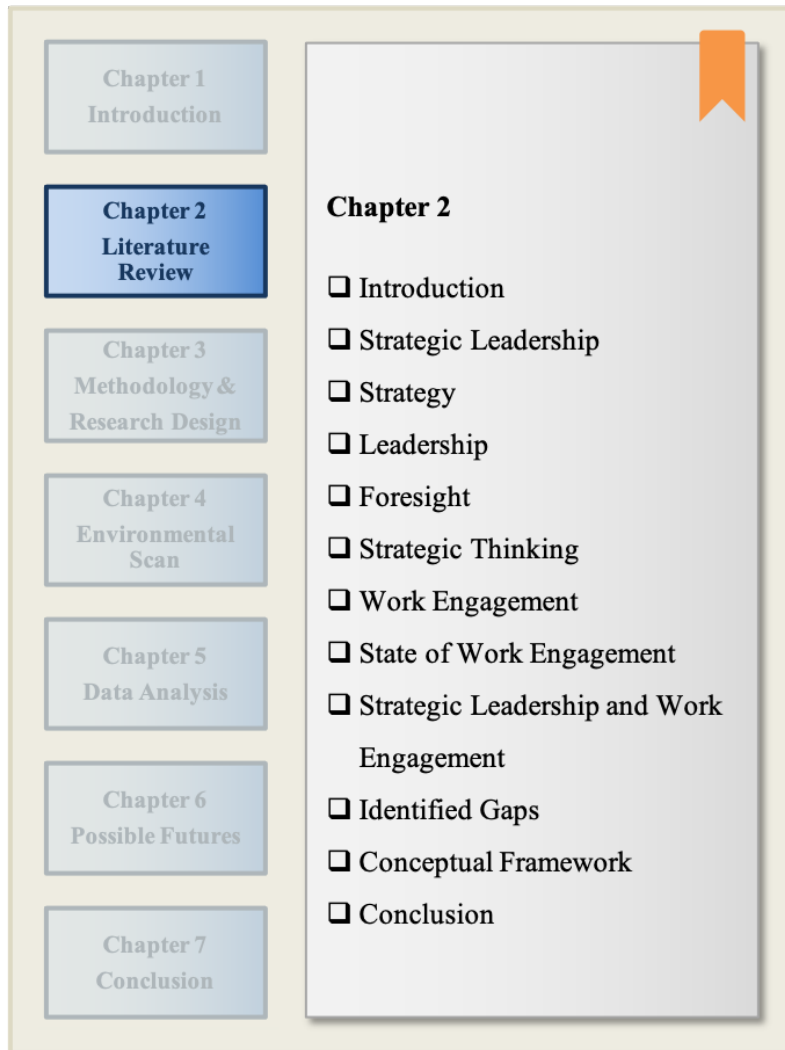 Chapter 1
Introduction
Chapter 2
Literature
Review
Chapter 3
Methodology &
Research Design
Chapter 4
Environmental
Scan
Chapter 5
Data Analysis
Chapter 6
Possible Futures
Chapter 7
Conclusion
Chapter 2
❑ Introduction
❑ Strategic Leadership
❑ Strategy
❑ Leadership
❑ Foresight
❑ Strategic Thinking
❑ Work Engagement
❑ State of Work Engagement
❑ Strategic Leadership and Work
Engagement
❑ Identified Gaps
❑ Conceptual Framework
❑ Conclusion